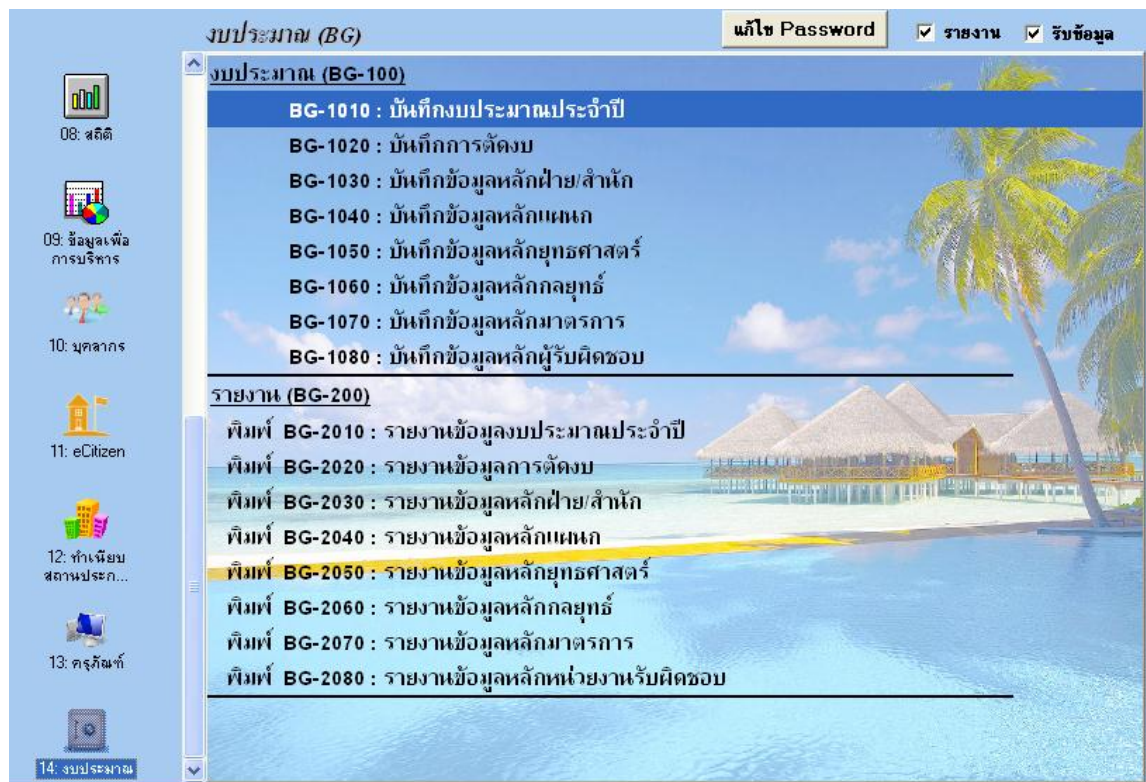 งบประมาณ (BG)
แก้ไข Password
รายงาน
รับข้อมูล
08: สถิติ
09: ข้อมูลเพื่อ
การบริหาร
10: บุคลากร
11: eCitizen
12: ทำเนียบ
สถานประก...
13: ครุภัณฑ์
14: งบประมาณ
งบประมาณ (BG-100)
BG-1010 : บันทึกงบประมาณประจำปี
BG-1020 : บันทึกการตัดงบ
BG-1030 : บันทึกข้อมูลหลักฝ่าย/สำนัก
BG-1040 : บันทึกข้อมูลหลักแผนก
BG-1050 : บันทึกข้อมูลหลักยุทธศาสตร์
BG-1060 : บันทึกข้อมูลหลักกลยุทธ์
BG-1070 : บันทึกข้อมูลหลักมาตรการ
BG-1080 : บันทึกข้อมูลหลักผู้รับผิดชอบ
รายงาน (BG-200)
พิมพ์ BG-2010 : รายงานข้อมูลงบประมาณประจำปี
พิมพ์ BG-2020 : รายงานข้อมูลการตัดงบ
พิมพ์ BG-2030 : รายงานข้อมูลหลักฝ่าย/สำนัก
พิมพ์ BG-2040 : รายงานข้อมูลหลักแผนก
พิมพ์ BG-2050 : รายงานข้อมูลหลักยุทธศาสตร์
พิมพ์ BG-2060 : รายงานข้อมูลหลักกลยุทธ์
พิมพ์ BG-2070 : รายงานข้อมูลหลักมาตรการ
พิมพ์ BG-2080 : รายงานข้อมูลหลักหน่วยงานรับผิดชอบ